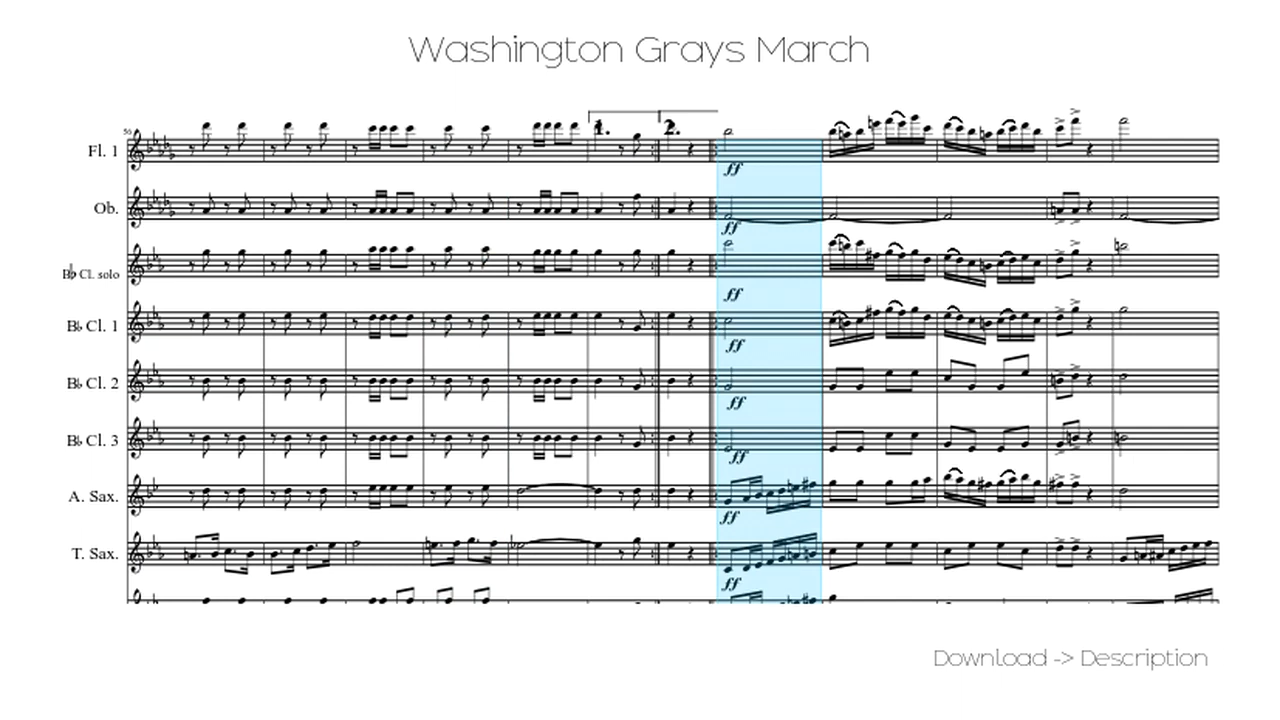 Washington Grays March
56
1. 2.
Fl. 1
ff
Ob.
ff
B♭ Cl. solo
ff
B♭ Cl. 1
ff
B♭ Cl. 2
ff
B♭ Cl. 3
ff
A. Sax.
ff
T. Sax.
ff
Download -> Description